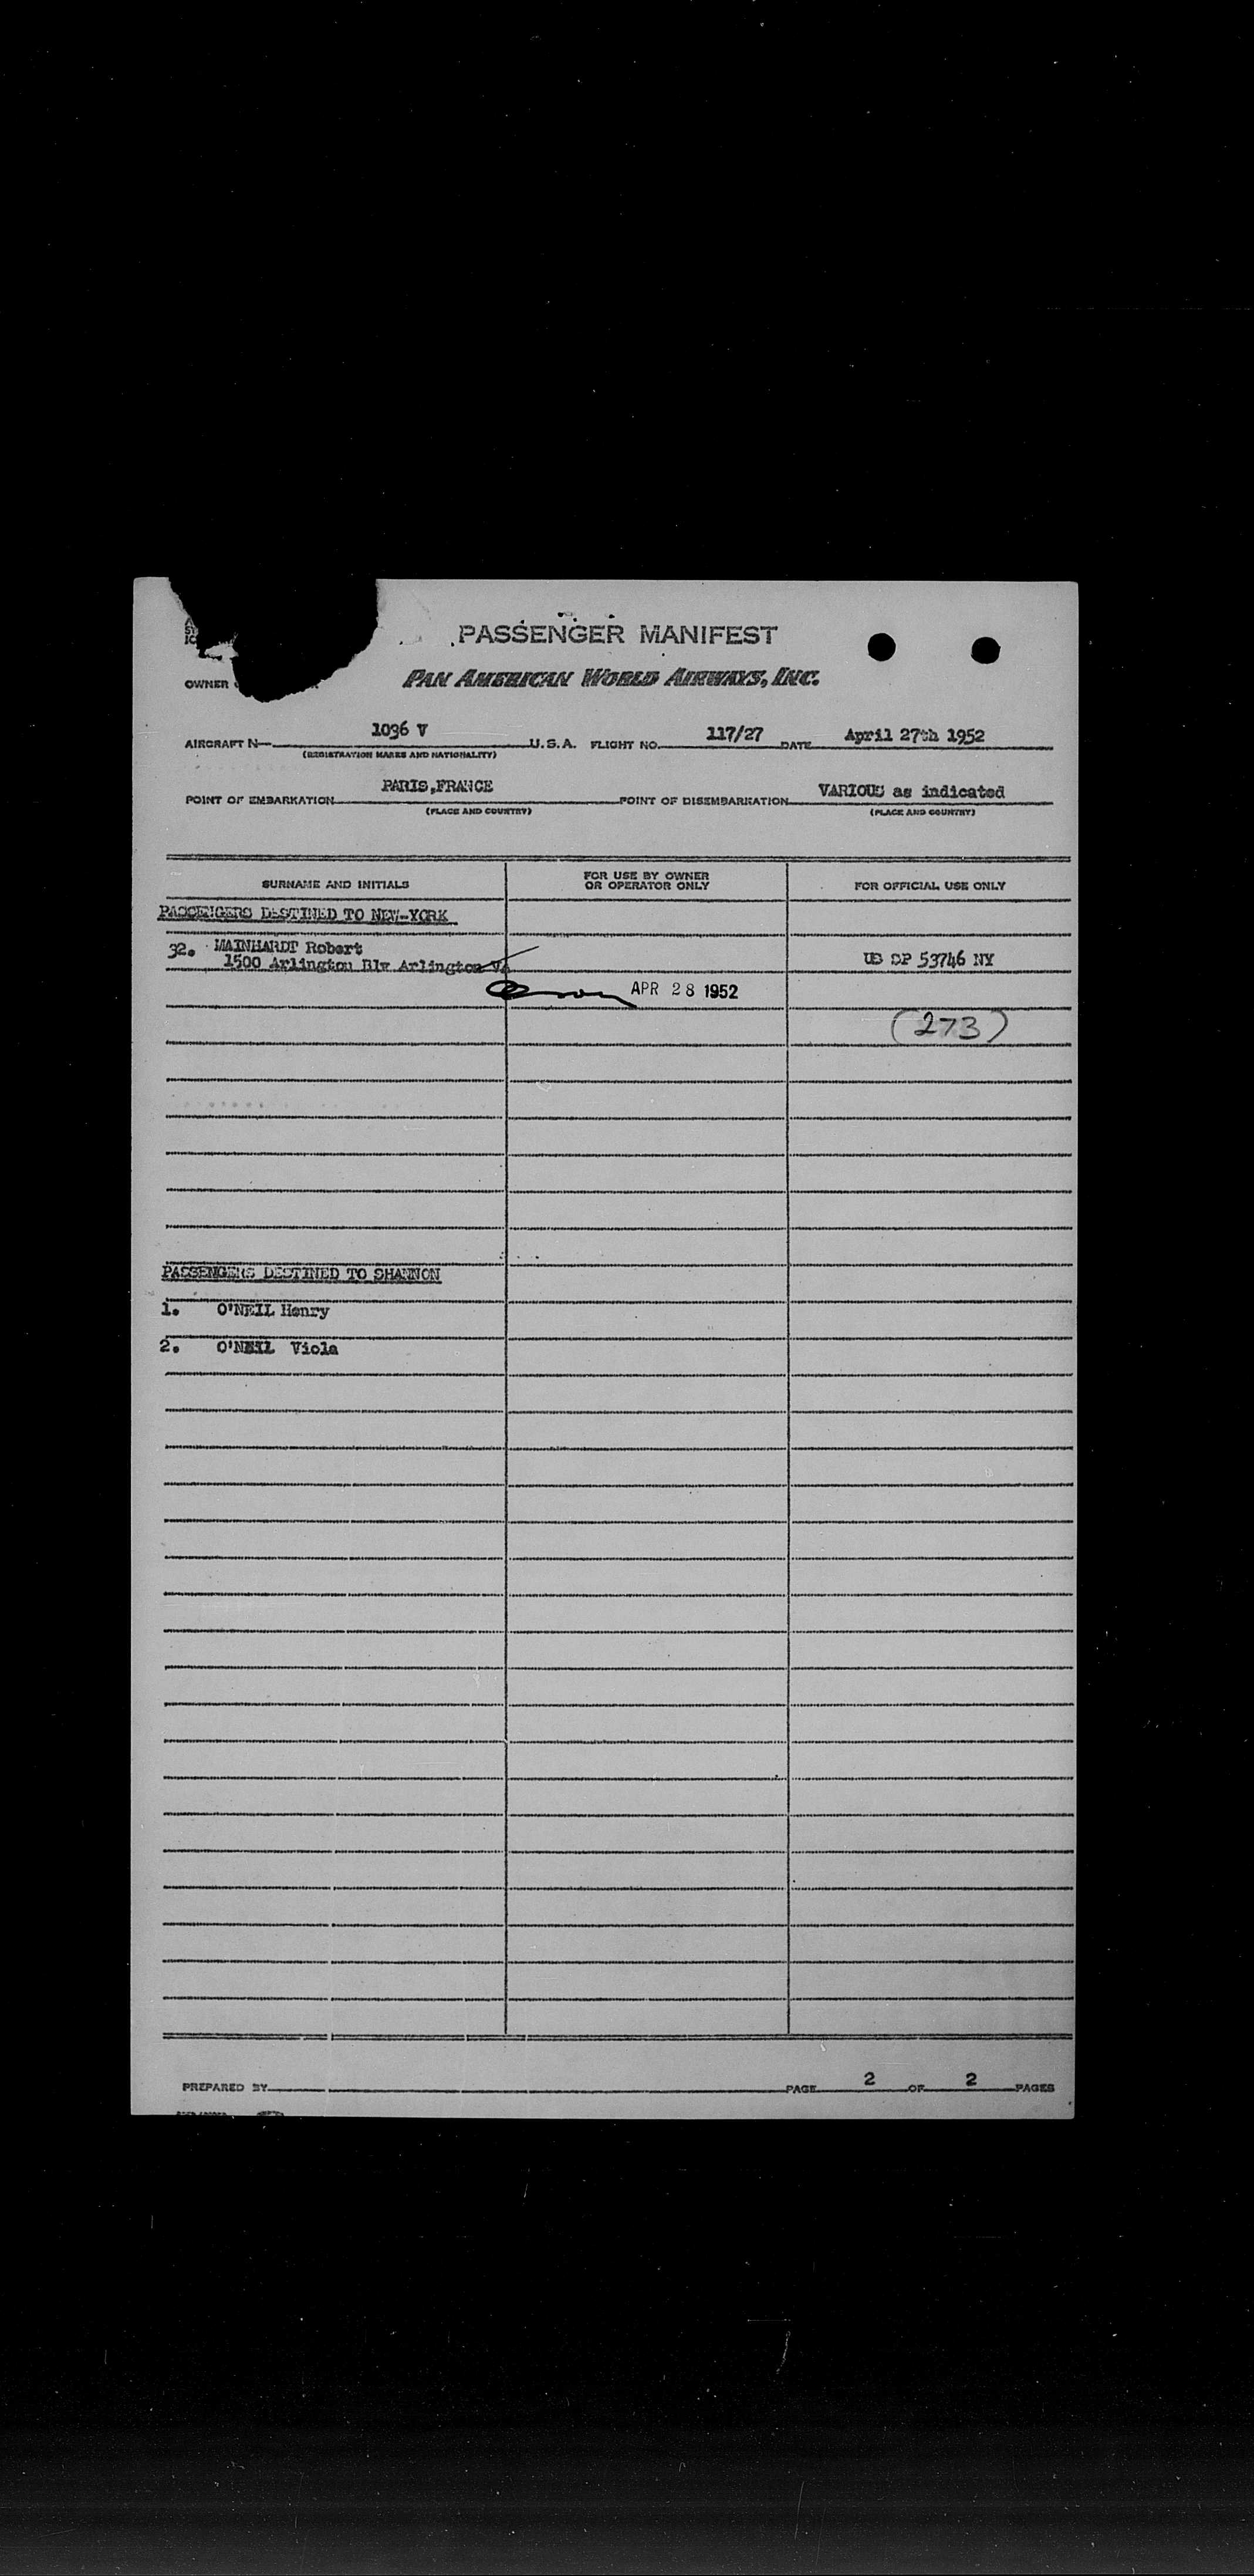 PASSENGER MANIFEST
OWNER
PAN AMERICAN WORLD AIRWAYS, INC.
AIRCRAFT N— 1036 V U.S.A. FLIGHT NO. 117/27 DATE April 27th 1952
(REGISTRATION MARKS AND NATIONALITY)
POINT OF EMBARKATION PARIS,FRANCE POINT OF DISEMBARKATION VARIOUS as indicated
(PLACE AND COUNTRY) (PLACE AND COUNTRY)
SURNAME AND INITIALS
FOR USE BY OWNER
OR OPERATOR ONLY
FOR OFFICIAL USE ONLY
PASSENGERS DESTINED TO NEW-YORK
32. MAINHARDT Robert
1500 Arlington Blv Arlington VA
53746 NY
APR 28 1952
(273)
PASSENGERS DESTINED TO SHANNON
1. O'NEIL Henry
2. O'NEIL Viola
PREPARED BY PAGE 2 OF 2 PAGES